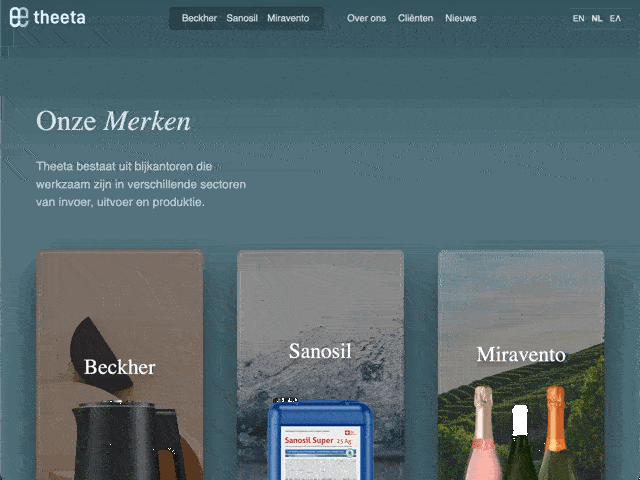 theeta
Beckher Sanosil Miravento
Over ons Cliënten Nieuws
EN NL ΕΛ
Onze Merken
Theeta bestaat uit bijkantoren die
werkzaam zijn in verschillende sectoren
van invoer, uitvoer en produktie.
Beckher
Sanosil
Miravento
Sanosil Super 25 Ag